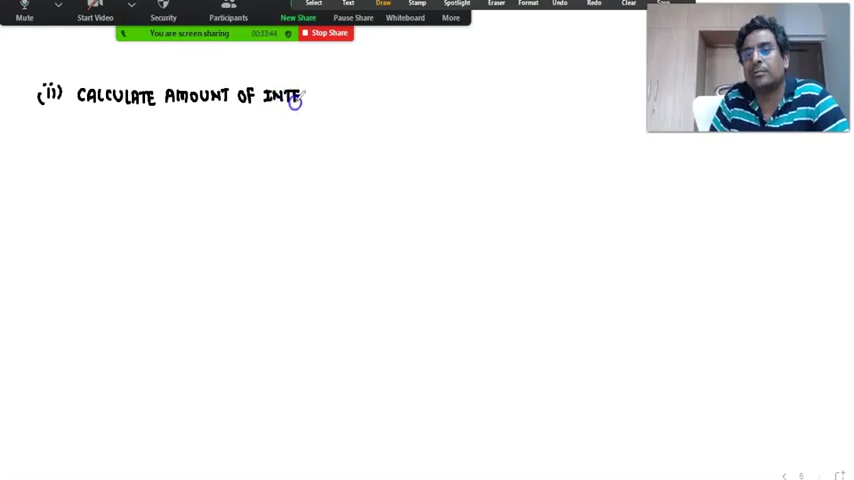 Select Text Draw Stamp Spotlight Eraser Format Undo Redo Clear Save
Mute Start Video Security Participants New Share Pause Share Whiteboard More
You are screen sharing 00:33:44 Stop Share
(ii) CALCULATE AMOUNT OF INTE
6